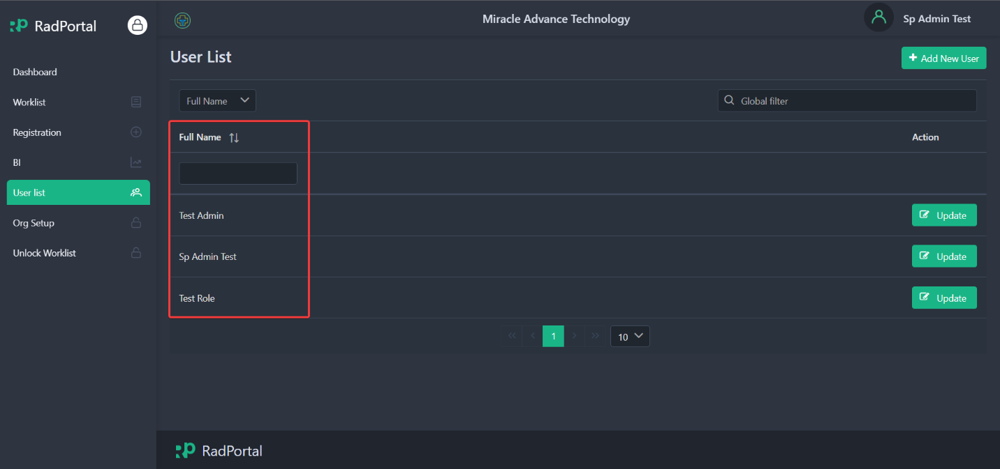 RadPortal
Miracle Advance Technology
Sp Admin Test
Dashboard
Worklist
Registration
BI
User list
Org Setup
Unlock Worklist
User List
Add New User
Full Name
Global filter
Full Name
Action
Test Admin
Update
Sp Admin Test
Update
Test Role
Update
1
10
RadPortal